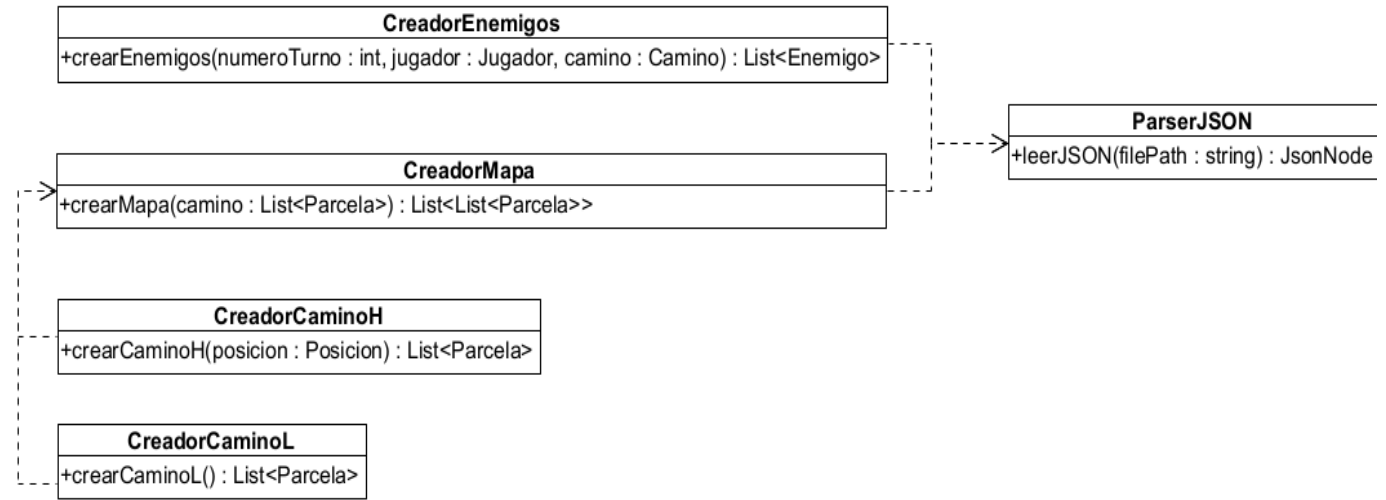 CreadorEnemigos
+crearEnemigos(numeroTurno : int, jugador : Jugador, camino : Camino) : List<Enemigo>
ParserJSON
+leerJSON(filePath : string) : JsonNode
CreadorMapa
+crearMapa(camino : List<Parcela>) : List<List<Parcela>>
CreadorCaminoH
+crearCaminoH(posicion : Posicion) : List<Parcela>
CreadorCaminoL
+crearCaminoL() : List<Parcela>